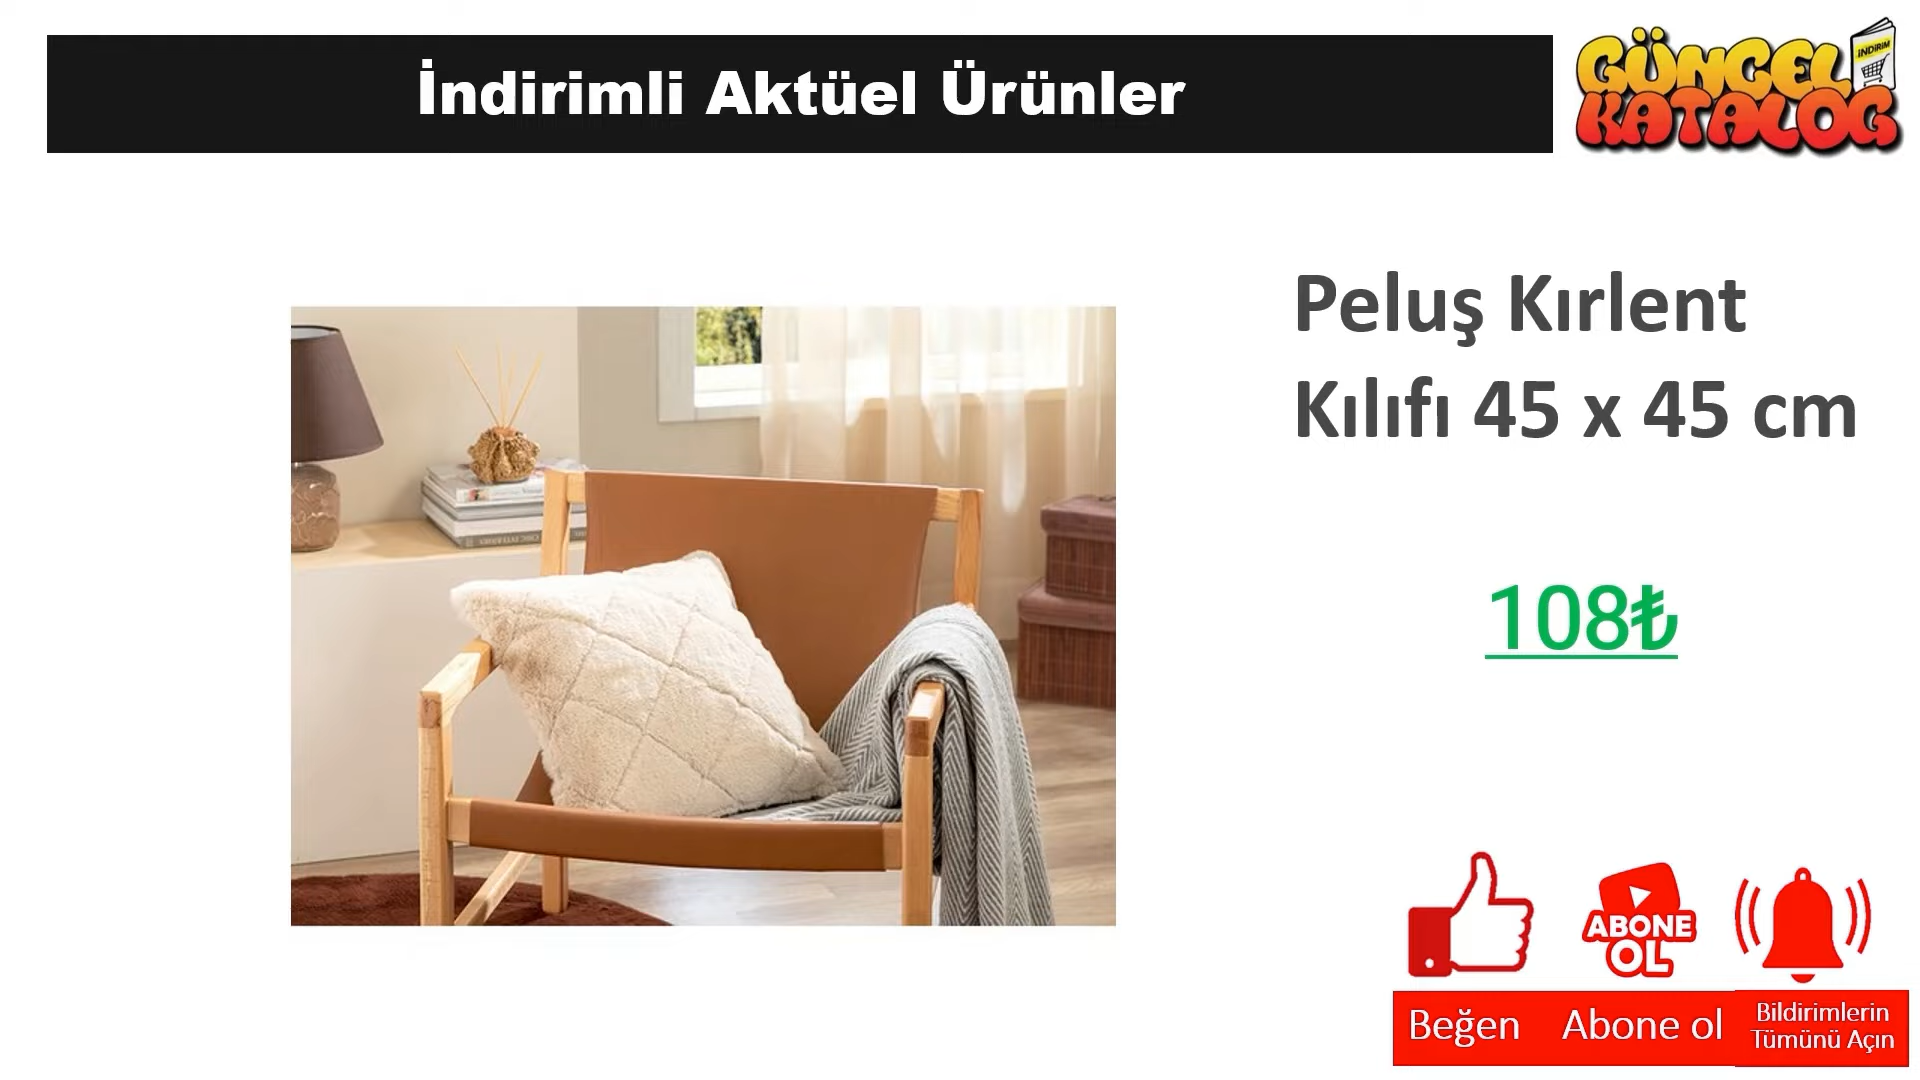 İndirimli Aktüel Ürünler
GÜNCEL
İNDİRİM
KATALOG
Peluş Kırlent
Kılıfı 45 x 45 cm
108₺
ABONE
OL
Beğen
Abone ol
Bildirimlerin
Tümünü Açın